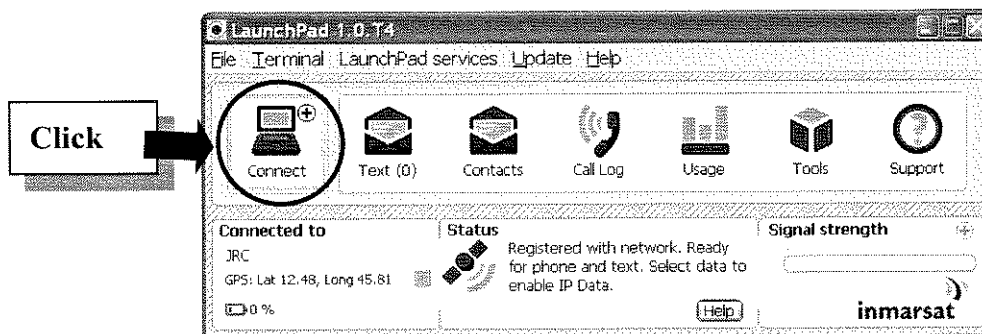 LaunchPad 1.0.T4
File Terminal LaunchPad services Update Help
Click
Connect Text (0) Contacts Call Log Usage Tools Support
Connected to
JRC
GPS: Lat 12.48, Long 45.81
0 %
Status
Registered with network. Ready
for phone and text. Select data to
enable IP Data.
Help
Signal strength
inmarsat